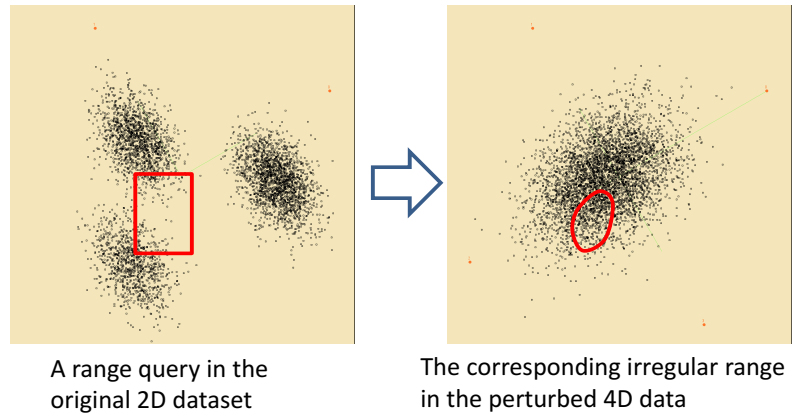 A range query in the
original 2D dataset
The corresponding irregular range
in the perturbed 4D data